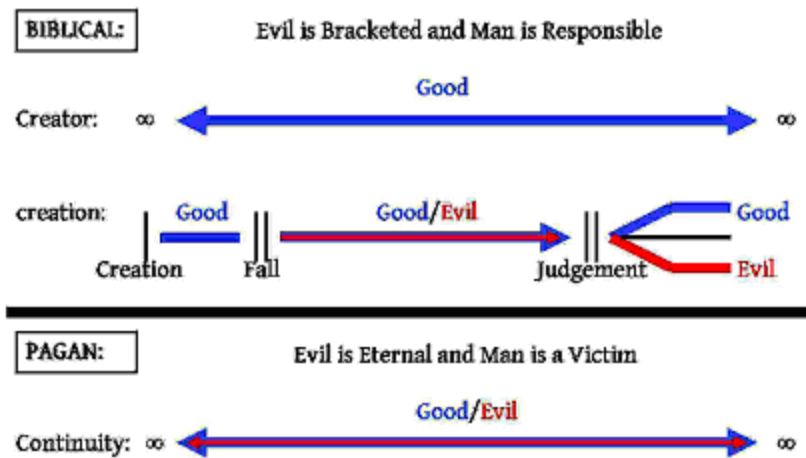 BIBLICAL: Evil is Bracketed and Man is Responsible
Good
Creator: ∞ ∞
creation: Good Good/Evil Good
Creation Fall Judgement Evil
PAGAN: Evil is Eternal and Man is a Victim
Good/Evil
Continuity: ∞ ∞